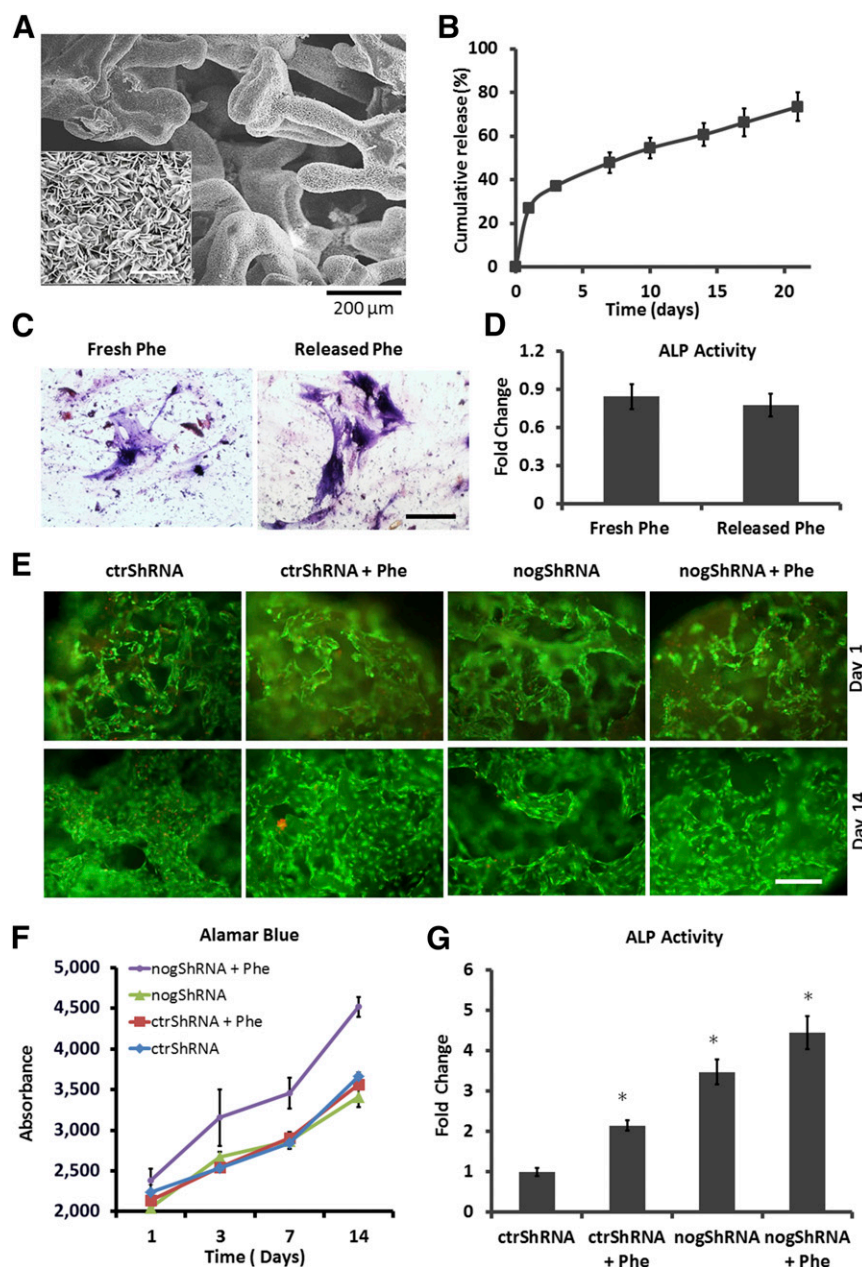 A
200 µm
B
100
80
60
40
20
0
Cumulative release (%)
0 5 10 15 20
Time (days)
C
Fresh Phe
Released Phe
D
ALP Activity
1.2
0.9
0.6
0.3
0
Fold Change
Fresh Phe
Released Phe
E
ctrShRNA
ctrShRNA + Phe
nogShRNA
nogShRNA + Phe
Day 1
Day 14
F
Alamar Blue
5,000
4,500
4,000
3,500
3,000
2,500
2,000
Absorbance
nogShRNA + Phe
nogShRNA
ctrShRNA + Phe
ctrShRNA
1 3 7 14
Time ( Days)
G
ALP Activity
6
5
4
3
2
1
0
Fold Change
*
*
*
ctrShRNA
ctrShRNA
+ Phe
nogShRNA
nogShRNA
+ Phe